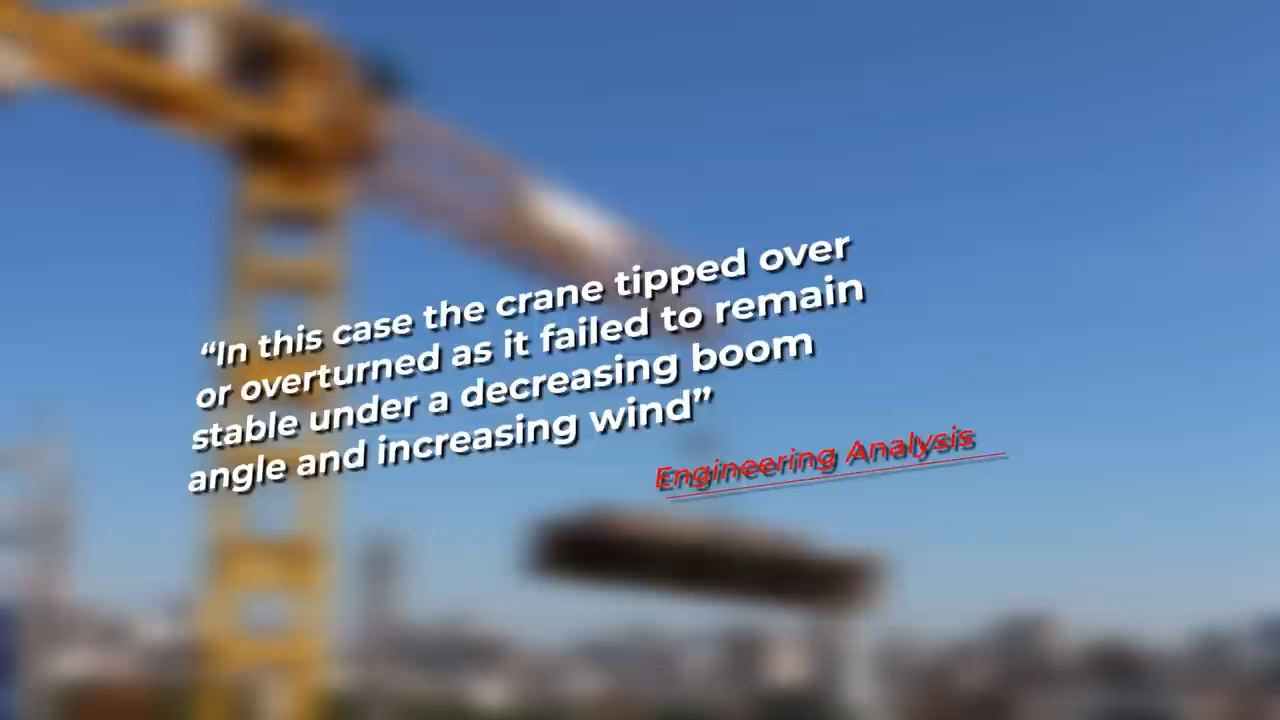 “In this case the crane tipped over
or overturned as it failed to remain
stable under a decreasing boom
angle and increasing wind”
Engineering Analysis